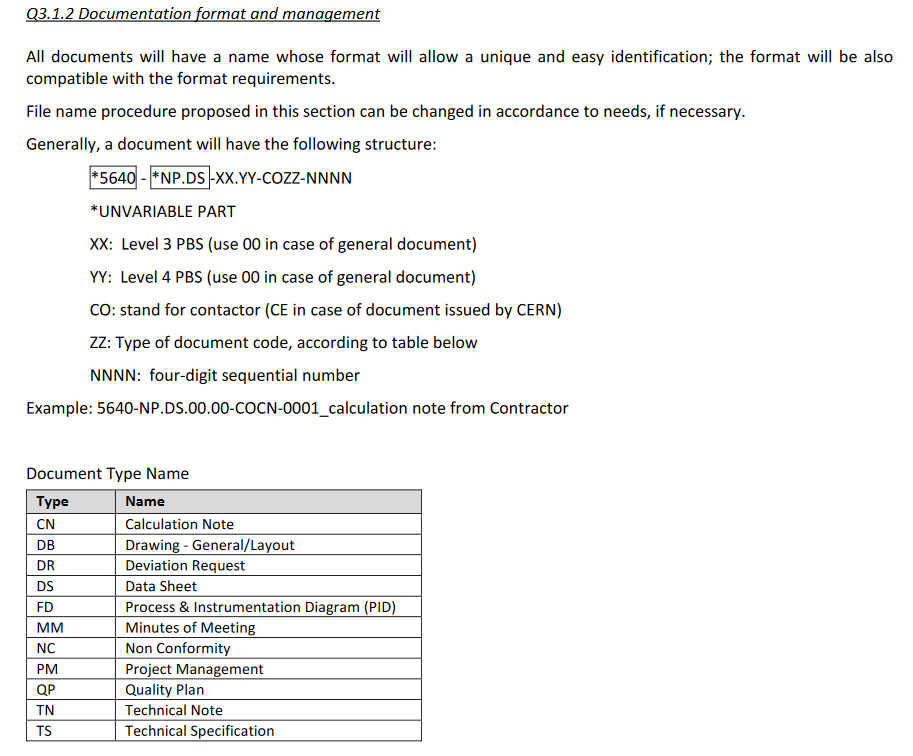 Q3.1.2 Documentation format and management
All documents will have a name whose format will allow a unique and easy identification; the format will be also
compatible with the format requirements.
File name procedure proposed in this section can be changed in accordance to needs, if necessary.
Generally, a document will have the following structure:
*5640 - *NP.DS-XX.YY-COZZ-NNNN
*UNVARIABLE PART
XX: Level 3 PBS (use 00 in case of general document)
YY: Level 4 PBS (use 00 in case of general document)
CO: stand for contactor (CE in case of document issued by CERN)
ZZ: Type of document code, according to table below
NNNN: four-digit sequential number
Example: 5640-NP.DS.00.00-COCN-0001_calculation note from Contractor
Document Type Name
Type Name
CN Calculation Note
DB Drawing - General/Layout
DR Deviation Request
DS Data Sheet
FD Process & Instrumentation Diagram (PID)
MM Minutes of Meeting
NC Non Conformity
PM Project Management
QP Quality Plan
TN Technical Note
TS Technical Specification